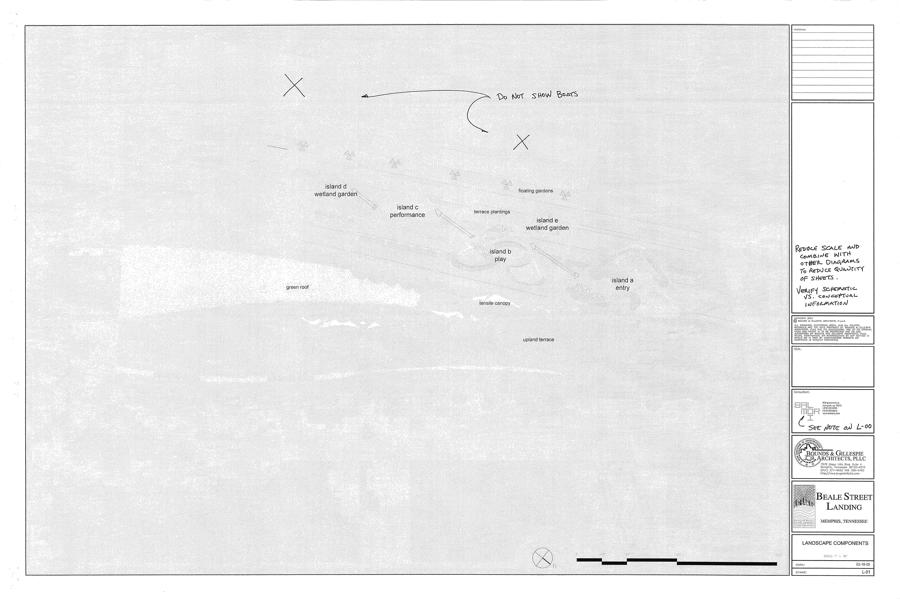 DO NOT SHOW BOATS
island d
wetland garden
floating gardens
island c
performance
terrace plantings
island e
wetland garden
island b
play
island a
entry
green roof
tensile canopy
upland terrace
REDUCE SCALE AND
COMBINE WITH
OTHER DIAGRAMS
TO REDUCE QUANTITY
OF SHEETS.
VERIFY SCHEMATIC
VS. CONCEPTUAL
INFORMATION
SEE NOTE ON L-00
BOUNDS & GILLESPIE
ARCHITECTS, PLLC
BEALE STREET
LANDING
MEMPHIS, TENNESSEE
LANDSCAPE COMPONENTS
L-01